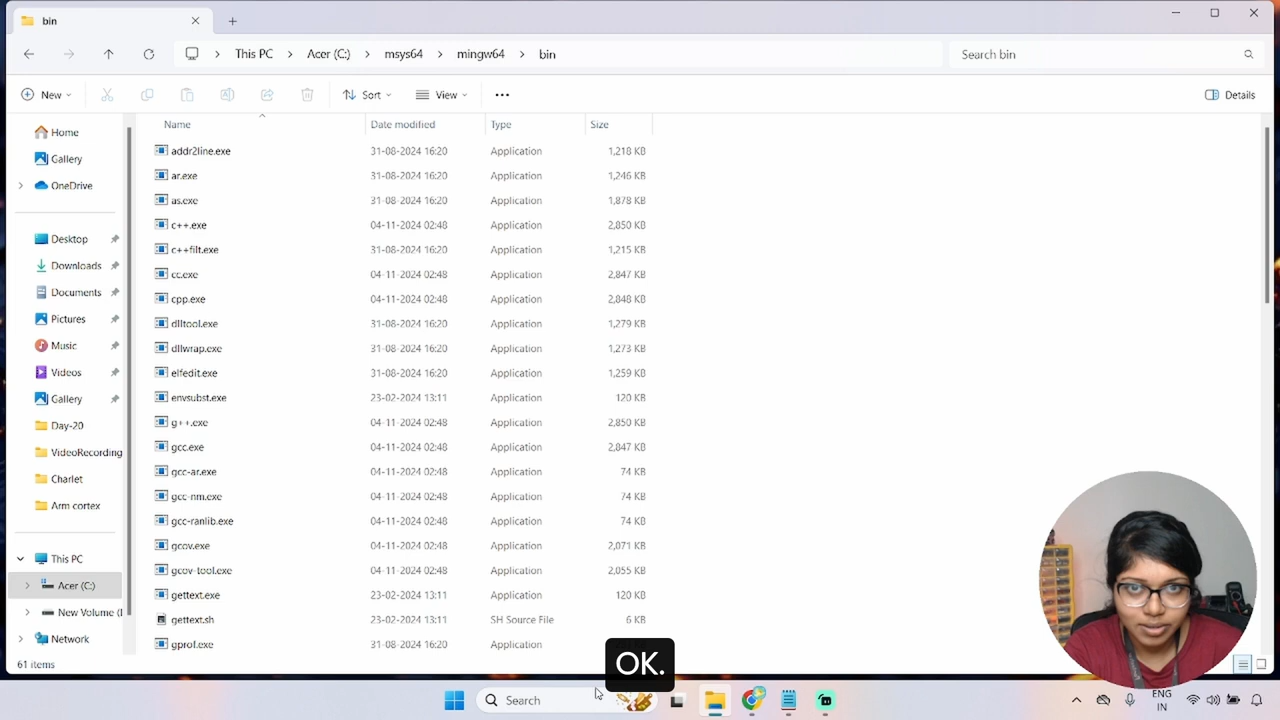 bin
This PC > Acer (C:) > msys64 > mingw64 > bin
Search bin
New
Sort
View
Details
Name Date modified Type Size
Home
Gallery
OneDrive
Desktop
Downloads
Documents
Pictures
Music
Videos
Gallery
Day-20
VideoRecording
Charlet
Arm cortex
This PC
Acer (C:)
New Volume (
Network
addr2line.exe 31-08-2024 16:20 Application 1,218 KB
ar.exe 31-08-2024 16:20 Application 1,246 KB
as.exe 31-08-2024 16:20 Application 1,878 KB
c++.exe 04-11-2024 02:48 Application 2,850 KB
c++filt.exe 31-08-2024 16:20 Application 1,215 KB
cc.exe 04-11-2024 02:48 Application 2,847 KB
cpp.exe 04-11-2024 02:48 Application 2,848 KB
dlltool.exe 31-08-2024 16:20 Application 1,279 KB
dllwrap.exe 31-08-2024 16:20 Application 1,273 KB
elfedit.exe 31-08-2024 16:20 Application 1,259 KB
envsubst.exe 23-02-2024 13:11 Application 120 KB
g++.exe 04-11-2024 02:48 Application 2,850 KB
gcc.exe 04-11-2024 02:48 Application 2,847 KB
gcc-ar.exe 04-11-2024 02:48 Application 74 KB
gcc-nm.exe 04-11-2024 02:48 Application 74 KB
gcc-ranlib.exe 04-11-2024 02:48 Application 74 KB
gcov.exe 04-11-2024 02:48 Application 2,071 KB
gcov-tool.exe 04-11-2024 02:48 Application 2,055 KB
gettext.exe 23-02-2024 13:11 Application 120 KB
gettext.sh 23-02-2024 13:11 SH Source File 6 KB
gprof.exe 31-08-2024 16:20 Application
61 items
OK.
Search
ENG
IN